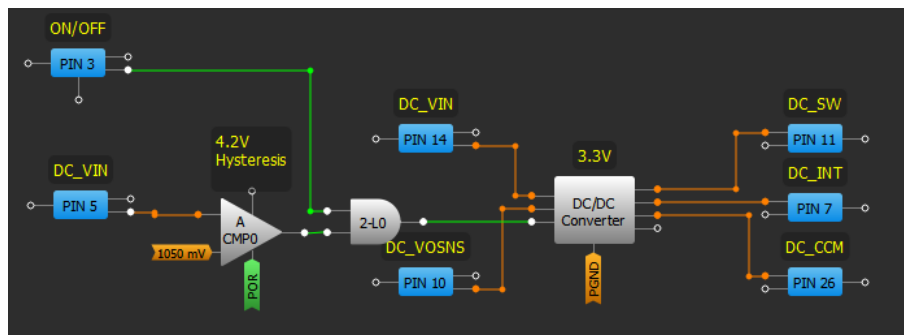 ON/OFF
PIN 3
DC_VIN
PIN 5
4.2V
Hysteresis
A
CMP0
1050 mV
POR
2-L0
DC_VIN
PIN 14
DC_VOSNS
PIN 10
3.3V
DC/DC
Converter
PGND
DC_SW
PIN 11
DC_INT
PIN 7
DC_CCM
PIN 26